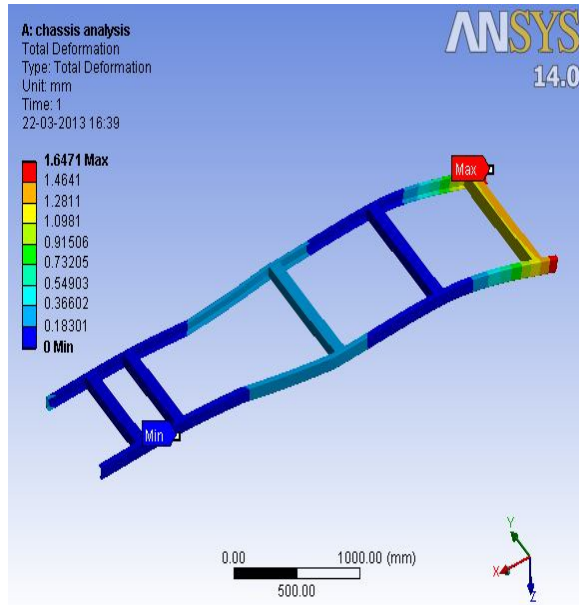 A: chassis analysis
Total Deformation
Type: Total Deformation
Unit: mm
Time: 1
22-03-2013 16:39
ANSYS
14.0
1.6471 Max
1.4641
1.2811
1.0981
0.91506
0.73205
0.54903
0.36602
0.18301
0 Min
Max
Min
0.00
1000.00 (mm)
500.00
Y
X
Z